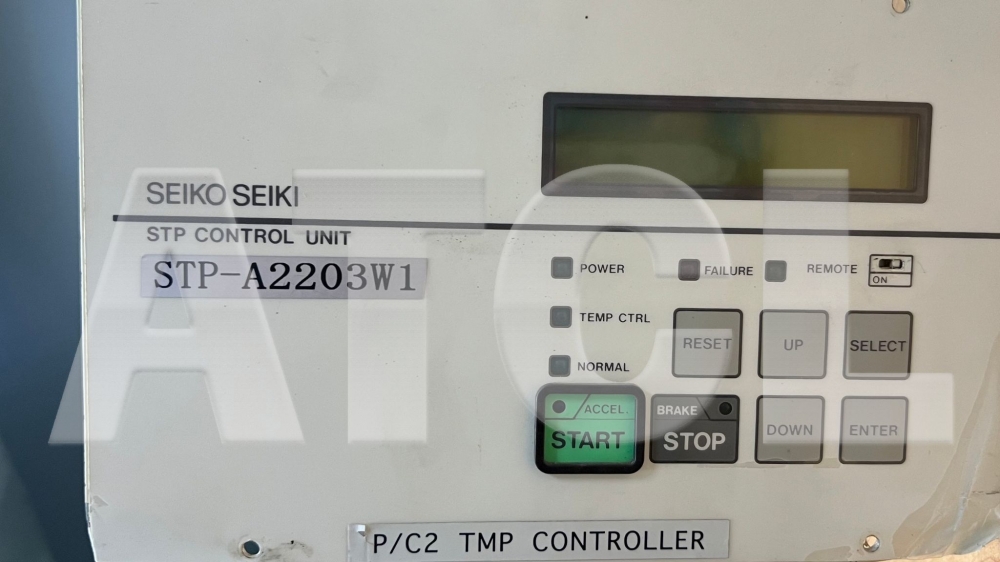 SEIKO SEIKI
STP CONTROL UNIT
STP-A2203W1
POWER
FAILURE
REMOTE
ON
TEMP CTRL
NORMAL
RESET
UP
SELECT
ACCEL.
START
BRAKE
STOP
DOWN
ENTER
P/C2 TMP CONTROLLER
ATCL